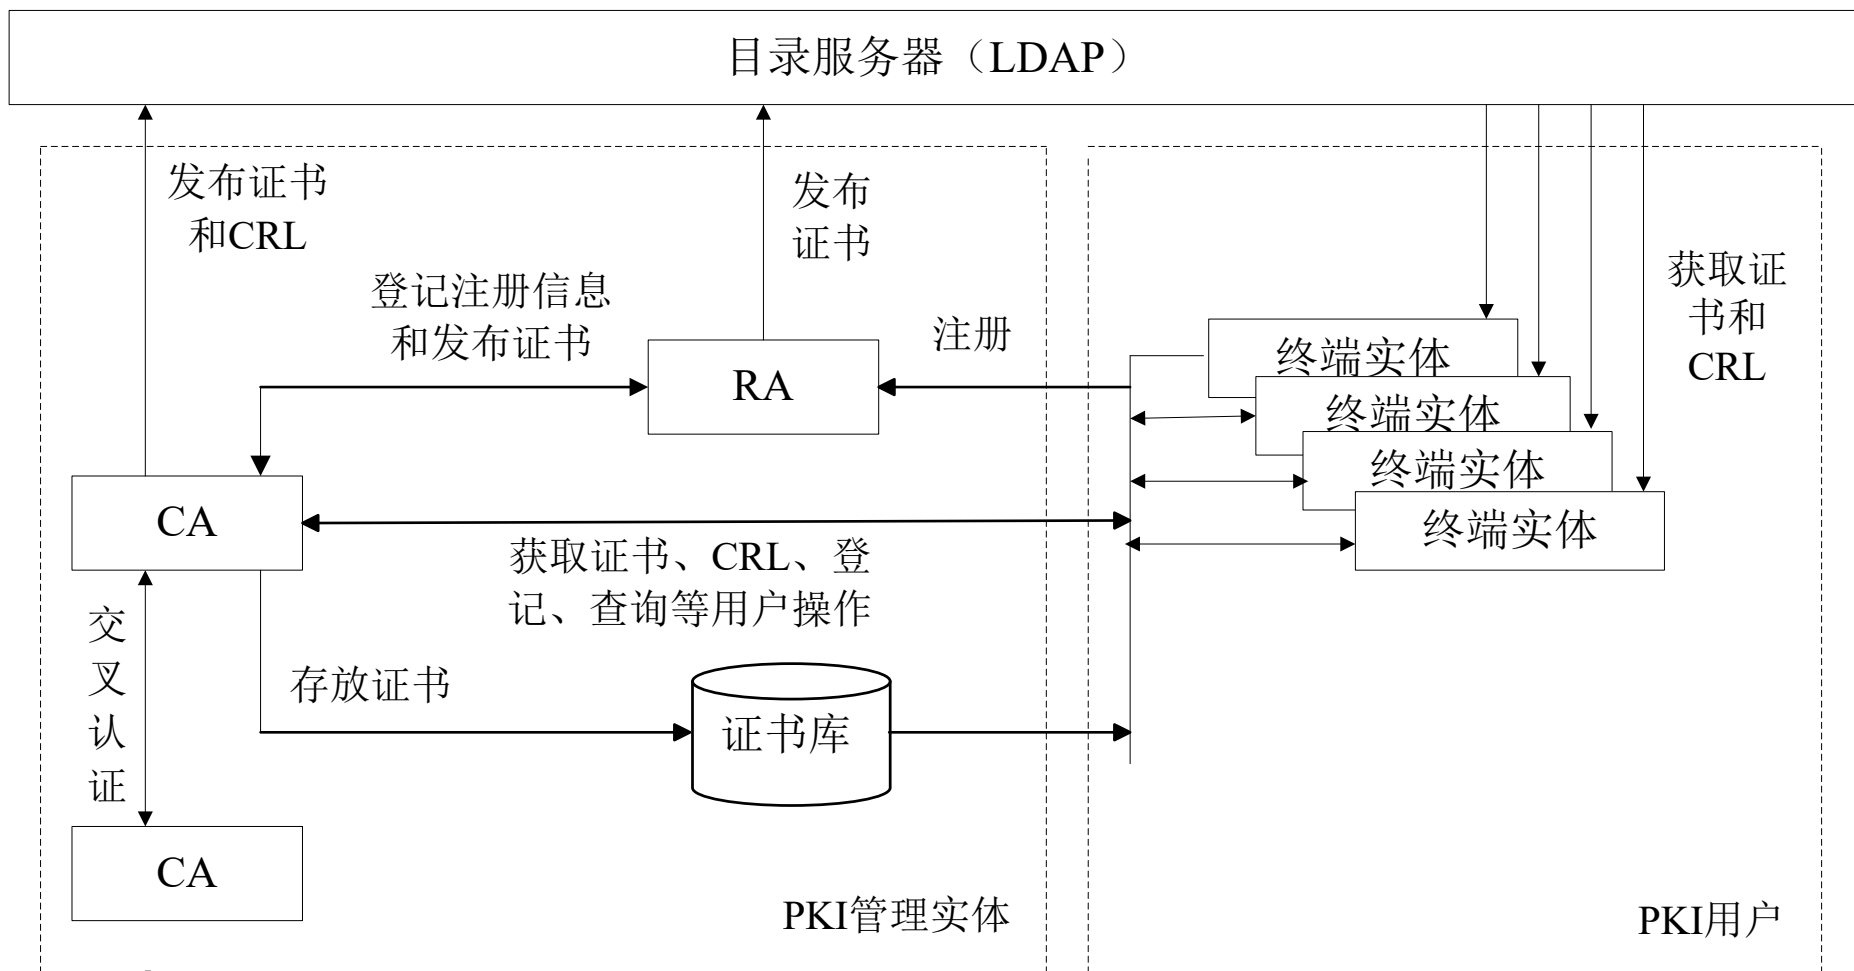 目录服务器（LDAP）
发布证书
和CRL
发布
证书
登记注册信息
和发布证书
注册
获取证
书和
CRL
RA
终端实体
终端实体
终端实体
终端实体
CA
获取证书、CRL、登
记、查询等用户操作
交
叉
认
证
存放证书
证书库
CA
PKI管理实体
PKI用户